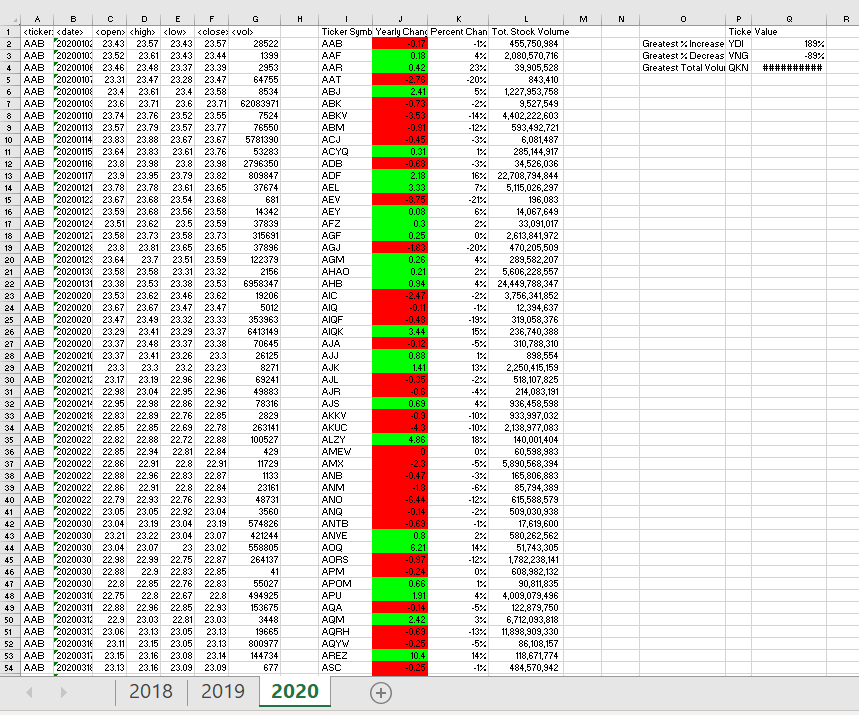 A B C D E F G H I J K L M N O P Q R
1 <ticker> <date> <open> <high> <low> <close> <vol> Ticker Symb Yearly Chang Percent Chan Tot. Stock Volume Ticke Value
2 AAB 20200102 23.43 23.57 23.43 23.57 28522 AAB -0.17 -1% 455,750,984 Greatest % Increase YDI 189%
3 AAB 20200103 23.52 23.61 23.43 23.44 1399 AAF 0.18 4% 2,080,570,716 Greatest % Decreas VNG -89%
4 AAB 20200106 23.46 23.48 23.37 23.39 2953 AAR 0.42 23% 39,905,528 Greatest Total Volur QKN ##########
5 AAB 20200107 23.31 23.47 23.28 23.47 64755 AAT -2.76 -20% 843,410
6 AAB 20200108 23.4 23.61 23.4 23.58 8534 ABJ 2.41 5% 1,227,953,758
7 AAB 20200109 23.6 23.71 23.6 23.71 62083971 ABK -0.73 -2% 9,527,549
8 AAB 20200110 23.74 23.76 23.52 23.55 7524 ABKV -3.53 -14% 4,402,222,603
9 AAB 20200113 23.57 23.79 23.57 23.77 76550 ABM -0.91 -12% 593,492,721
10 AAB 20200114 23.83 23.88 23.67 23.67 5781390 ACJ -0.45 -3% 6,081,487
11 AAB 20200115 23.64 23.83 23.61 23.76 53283 ACYQ 0.31 1% 285,144,917
12 AAB 20200116 23.8 23.98 23.8 23.98 2796350 ADB -0.63 -3% 34,526,036
13 AAB 20200117 23.9 23.95 23.79 23.82 809847 ADF 2.18 16% 22,708,794,844
14 AAB 20200121 23.78 23.78 23.61 23.65 37674 AEL 3.33 7% 5,115,026,297
15 AAB 20200122 23.67 23.68 23.54 23.68 681 AEV -3.75 -21% 196,083
16 AAB 20200123 23.59 23.68 23.56 23.58 14342 AEY 0.08 6% 14,067,649
17 AAB 20200124 23.51 23.62 23.5 23.59 37839 AFZ 0.3 2% 33,091,017
18 AAB 20200127 23.58 23.73 23.58 23.73 315691 AGF 0.25 0% 2,613,841,972
19 AAB 20200128 23.8 23.81 23.65 23.65 37896 AGJ -1.83 -20% 470,205,509
20 AAB 20200129 23.64 23.7 23.51 23.59 122379 AGM 0.26 4% 289,582,207
21 AAB 20200130 23.58 23.58 23.31 23.32 2156 AHAO 0.21 2% 5,606,228,557
22 AAB 20200131 23.38 23.53 23.38 23.53 6958347 AHB 0.94 4% 24,449,788,347
23 AAB 2020020 23.53 23.62 23.46 23.62 19206 AIC -2.47 -2% 3,756,341,852
24 AAB 2020020 23.67 23.67 23.47 23.47 5012 AIQ -0.11 -1% 12,394,637
25 AAB 2020020 23.47 23.49 23.32 23.33 353963 AIQF -0.43 -19% 319,058,376
26 AAB 2020020 23.29 23.41 23.29 23.37 6413149 AIQK 3.44 15% 236,740,388
27 AAB 2020020 23.37 23.48 23.37 23.38 70645 AJA -0.12 -5% 310,788,310
28 AAB 2020021 23.37 23.41 23.26 23.3 26125 AJJ 0.88 1% 898,554
29 AAB 2020021 23.3 23.3 23.2 23.23 8271 AJK 1.41 13% 2,250,415,159
30 AAB 2020021 23.17 23.19 22.96 22.96 69241 AJL -0.35 -2% 518,107,825
31 AAB 2020021 22.98 23.04 22.95 22.96 49883 AJR -0.6 -4% 214,083,191
32 AAB 2020021 22.95 22.98 22.86 22.92 78316 AJS 0.69 4% 936,458,598
33 AAB 2020021 22.83 22.89 22.76 22.85 2829 AKKV -0.9 -10% 933,997,032
34 AAB 2020021 22.85 22.85 22.69 22.78 263141 AKUC -4.3 -10% 2,138,977,083
35 AAB 2020022 22.82 22.88 22.72 22.88 100527 ALZY 4.86 18% 140,001,404
36 AAB 2020022 22.85 22.94 22.81 22.84 429 AMEW 0 0% 60,598,983
37 AAB 2020022 22.86 22.91 22.8 22.91 11729 AMX -2.3 -5% 5,890,568,394
38 AAB 2020022 22.88 22.96 22.83 22.87 1133 ANB -0.47 -3% 165,806,883
39 AAB 2020022 22.86 22.91 22.8 22.84 23161 ANM -1.8 -6% 85,794,389
40 AAB 2020022 22.79 22.93 22.76 22.93 48731 ANO -6.44 -12% 615,588,579
41 AAB 2020022 23.05 23.05 22.92 23.04 3560 ANQ -0.14 -2% 509,030,938
42 AAB 2020030 23.04 23.19 23.04 23.19 574826 ANTB -0.69 -1% 17,619,600
43 AAB 2020030 23.21 23.22 23.04 23.07 421244 ANVE 0.8 2% 580,262,562
44 AAB 2020030 23.04 23.07 23 23.02 558805 AOQ 6.21 14% 51,743,305
45 AAB 2020030 22.98 22.99 22.75 22.87 264137 AORS -0.97 -12% 1,782,238,141
46 AAB 2020030 22.88 22.9 22.83 22.85 41 APM -0.24 0% 608,982,132
47 AAB 2020030 22.8 22.85 22.76 22.83 55027 APOM 0.66 1% 90,811,835
48 AAB 2020031 22.75 22.8 22.67 22.8 494925 APU 1.91 4% 4,009,079,496
49 AAB 20200311 22.88 22.96 22.85 22.93 153675 AQA -0.14 -5% 122,879,750
50 AAB 2020031 22.9 23.03 22.81 23.03 3448 AQM 2.42 3% 6,712,093,818
51 AAB 2020031 23.06 23.13 23.05 23.13 19665 AQRH -0.69 -13% 11,898,909,330
52 AAB 2020031 23.11 23.15 23.05 23.13 800977 AQYW -0.25 -5% 86,108,157
53 AAB 2020031 23.15 23.16 23.08 23.14 144734 AREZ 10.4 14% 118,671,774
54 AAB 2020031 23.13 23.16 23.09 23.09 677 ASC -0.25 -1% 484,570,942
2018 2019 2020